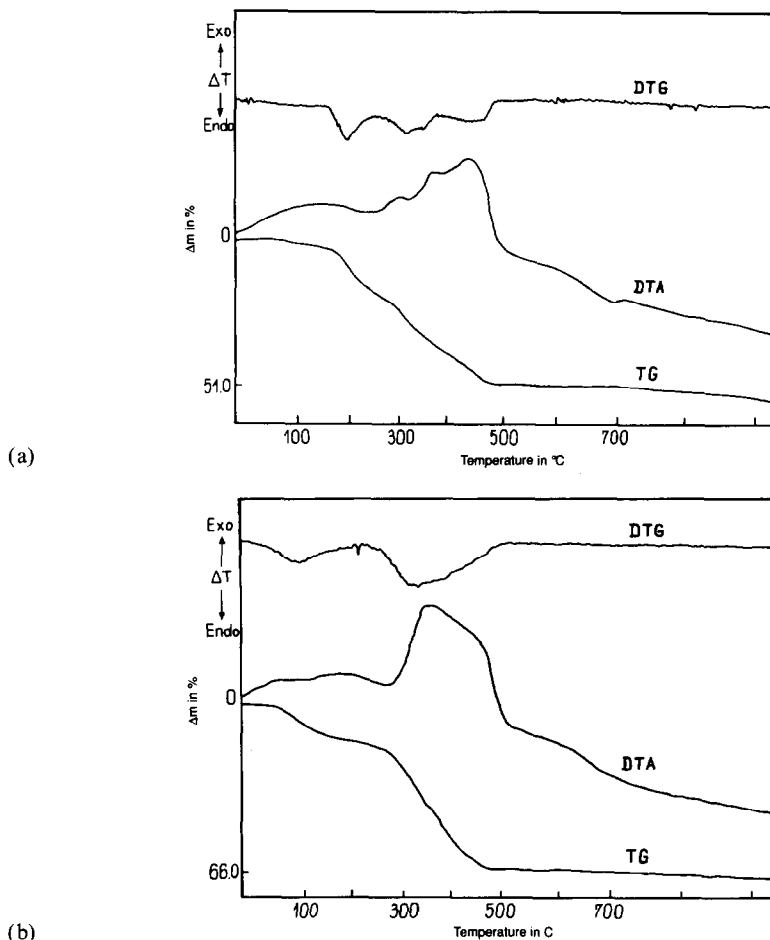 Exo
ΔT
Endo
DTG
Δm in %
0
DTA
51.0
TG
100 300 500 700
Temperature in °C
(a)
Exo
ΔT
Endo
DTG
Δm in %
0
DTA
66.0
TG
100 300 500 700
Temperature in C
(b)